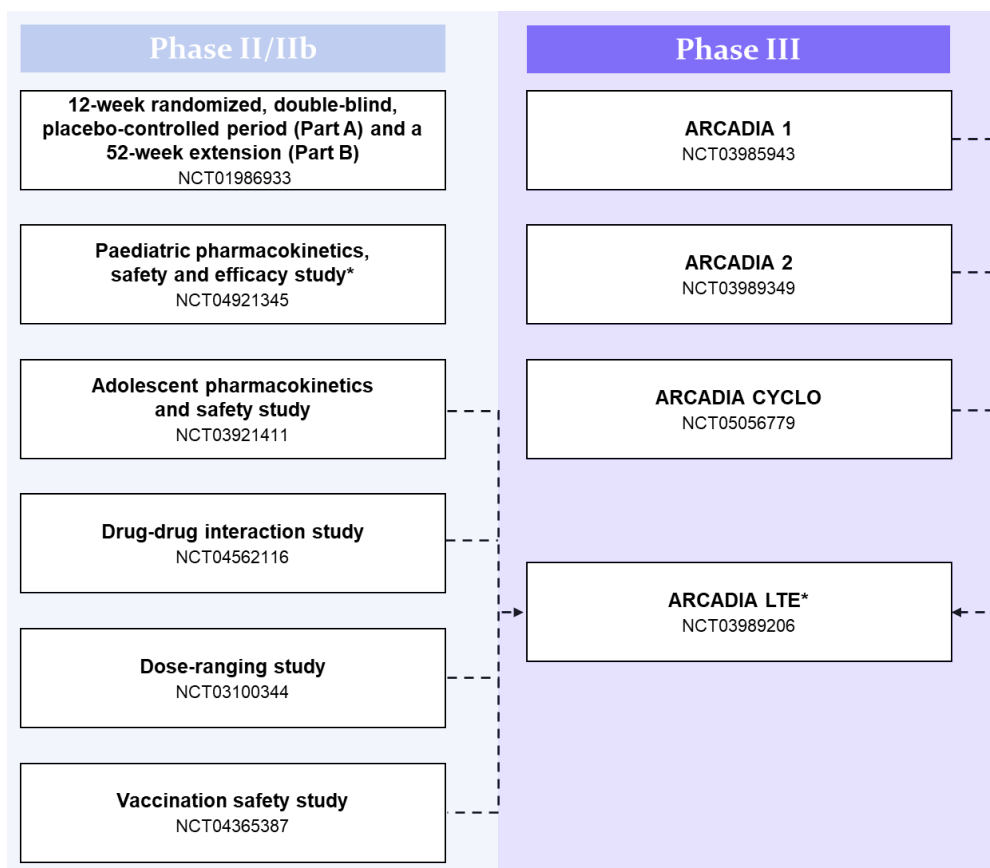 Phase II/IIb
12-week randomized, double-blind,
placebo-controlled period (Part A) and a
52-week extension (Part B)
NCT01986933
Paediatric pharmacokinetics,
safety and efficacy study*
NCT04921345
Adolescent pharmacokinetics
and safety study
NCT03921411
Drug-drug interaction study
NCT04562116
Dose-ranging study
NCT03100344
Vaccination safety study
NCT04365387
Phase III
ARCADIA 1
NCT03985943
ARCADIA 2
NCT03989349
ARCADIA CYCLO
NCT05056779
ARCADIA LTE*
NCT03989206